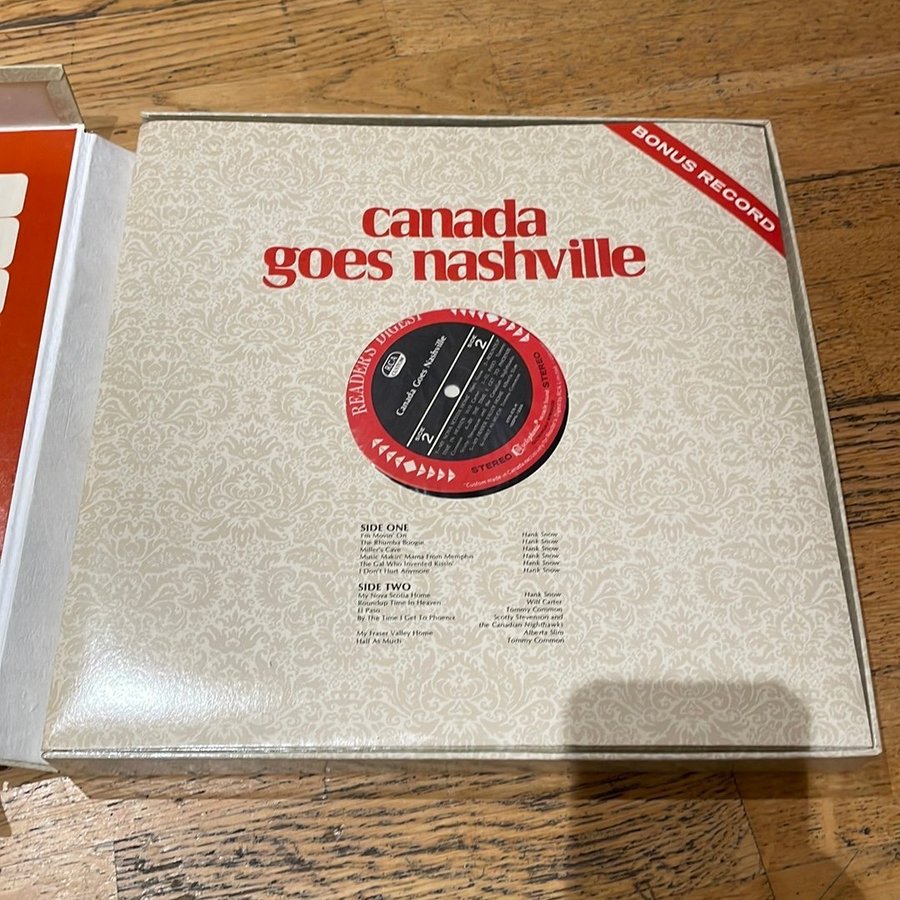 BONUS RECORD
canada
goes nashville
READER'S DIGEST
RCA
Canada Goes Nashville
SIDE
2
SIDE
2
STEREO
STEREO
SIDE ONE
I'm Movin' On Hank Snow
The Rhumba Boogie Hank Snow
Miller's Cave Hank Snow
Music Makin' Mama From Memphis Hank Snow
The Gal Who Invented Kissin' Hank Snow
I Don't Hurt Anymore Hank Snow
SIDE TWO
My Nova Scotia Home Hank Snow
Roundup Time In Heaven Wilf Carter
El Paso Tommy Common
By The Time I Get To Phoenix Scotty Stevenson and
the Canadian Nighthawks
My Fraser Valley Home Alberta Slim
Half As Much Tommy Common